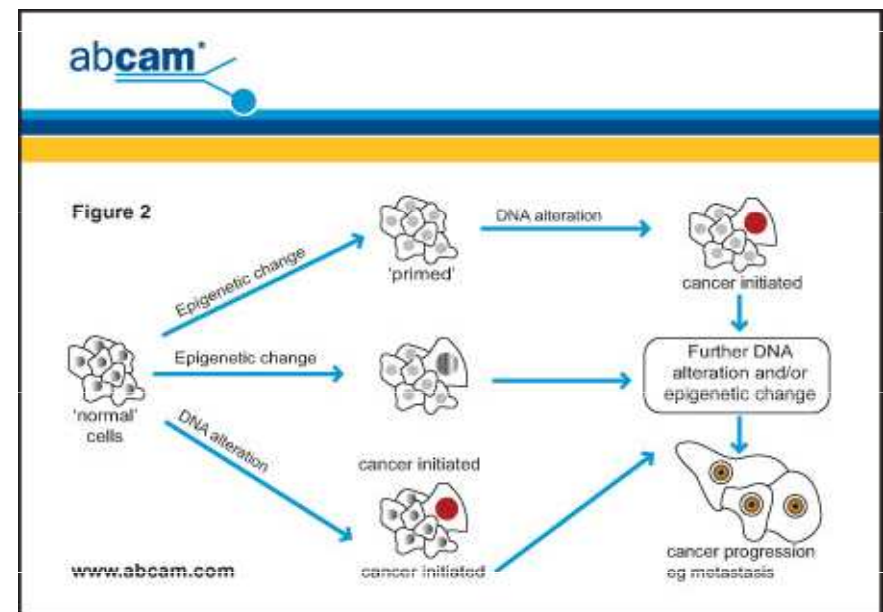 abcam*
Figure 2
DNA alteration
Epigenetic change
'primed'
cancer initiated
Epigenetic change
Further DNA
alteration and/or
epigenetic change
'normal'
cells
DNA alteration
cancer initiated
cancer progression
eg metastasis
www.abcam.com
cancer initiated